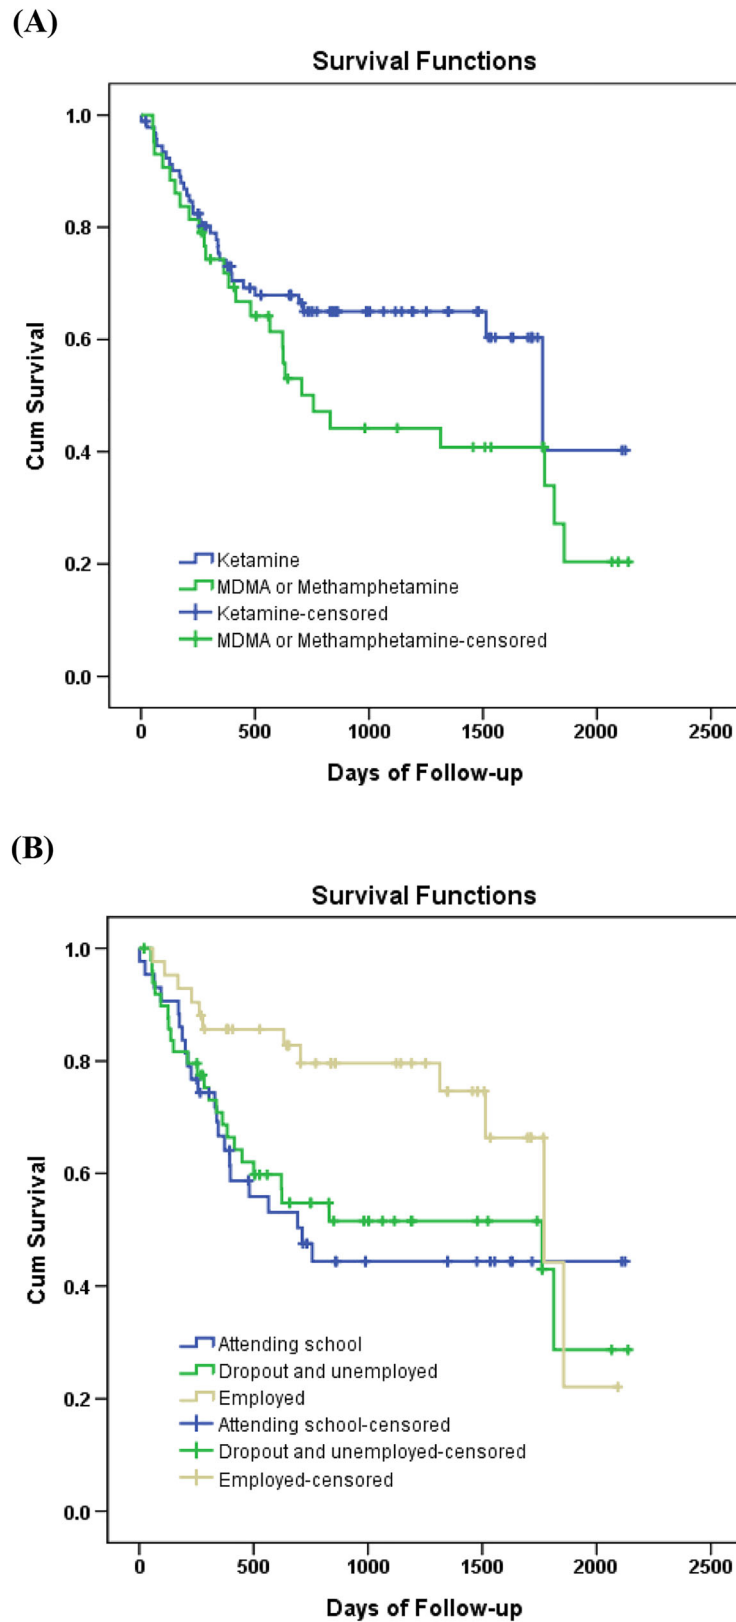 (A)
Survival Functions
1.0
0.8
0.6
0.4
0.2
0.0
Cum Survival
Ketamine
MDMA or Methamphetamine
Ketamine-censored
MDMA or Methamphetamine-censored
0 500 1000 1500 2000 2500
Days of Follow-up
(B)
Survival Functions
1.0
0.8
0.6
0.4
0.2
0.0
Cum Survival
Attending school
Dropout and unemployed
Employed
Attending school-censored
Dropout and unemployed-censored
Employed-censored
0 500 1000 1500 2000 2500
Days of Follow-up